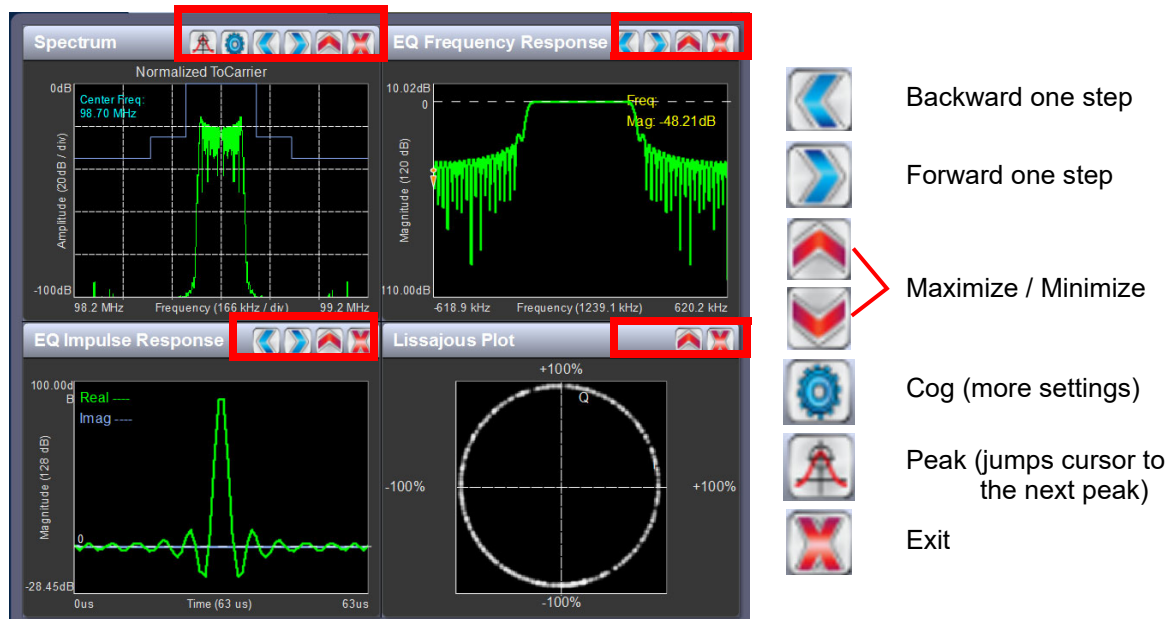 Spectrum
Normalized ToCarrier
0dB
Center Freq:
98.70 MHz
Amplitude (20dB / div)
-100dB
98.2 MHz Frequency (166 kHz / div) 99.2 MHz
EQ Frequency Response
10.02dB
0
Freq:
Mag: -48.21dB
Magnitude (120 dB)
110.00dB
-618.9 kHz Frequency (1239.1 kHz) 620.2 kHz
EQ Impulse Response
100.00d
B
Real ----
Imag ----
Magnitude (128 dB)
0
-28.45dB
0us Time (63 us) 63us
Lissajous Plot
+100%
Q
-100% +100%
-100%
Backward one step
Forward one step
Maximize / Minimize
Cog (more settings)
Peak (jumps cursor to
the next peak)
Exit